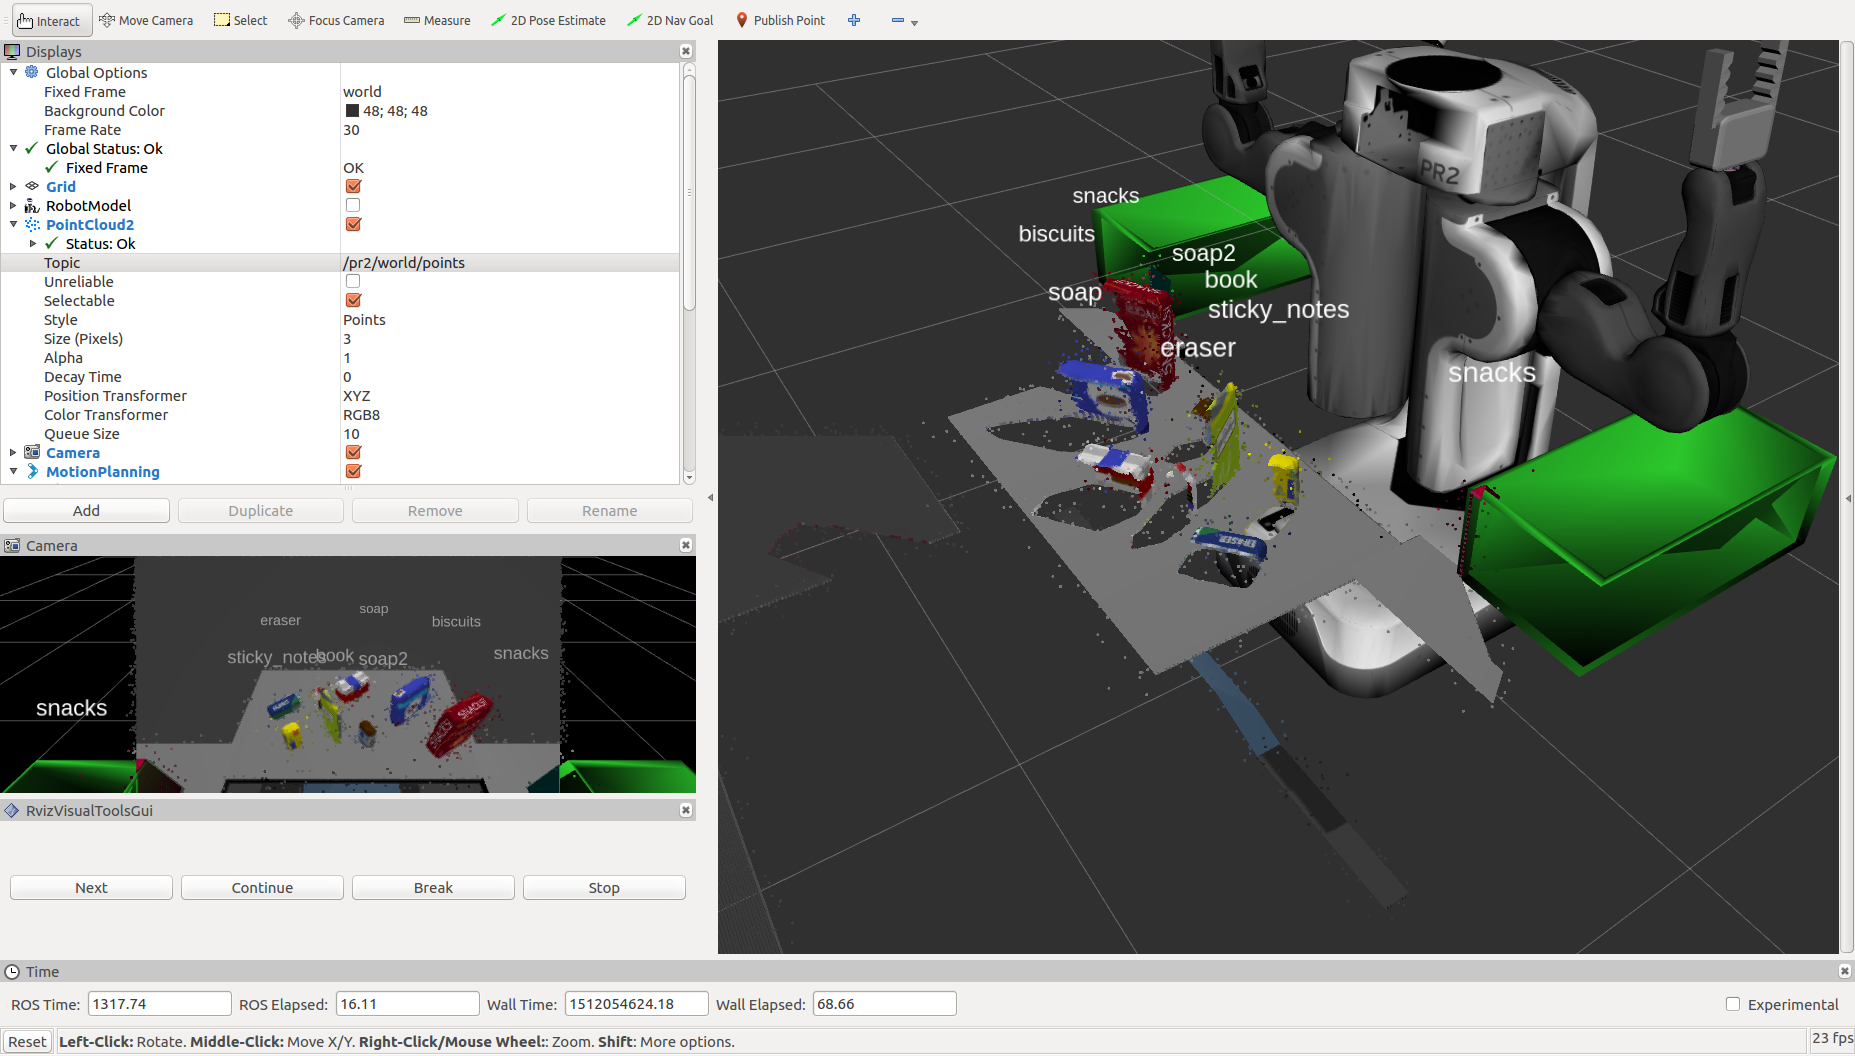 Interact Move Camera Select Focus Camera Measure 2D Pose Estimate 2D Nav Goal Publish Point
Displays
Global Options
Fixed Frame world
Background Color 48; 48; 48
Frame Rate 30
Global Status: Ok
Fixed Frame OK
Grid
RobotModel
PointCloud2
Status: Ok
Topic /pr2/world/points
Unreliable
Selectable
Style Points
Size (Pixels) 3
Alpha 1
Decay Time 0
Position Transformer XYZ
Color Transformer RGB8
Queue Size 10
Camera
MotionPlanning
Add Duplicate Remove Rename
Camera
soap
eraser
biscuits
sticky_notes
book
soap2
snacks
snacks
SNACKS
RvizVisualToolsGui
Next Continue Break Stop
PR2
snacks
biscuits
soap2
book
soap
sticky_notes
eraser
snacks
ERASER
Time
ROS Time: 1317.74 ROS Elapsed: 16.11 Wall Time: 1512054624.18 Wall Elapsed: 68.66 Experimental
Reset Left-Click: Rotate. Middle-Click: Move X/Y. Right-Click/Mouse Wheel:: Zoom. Shift: More options. 23 fps